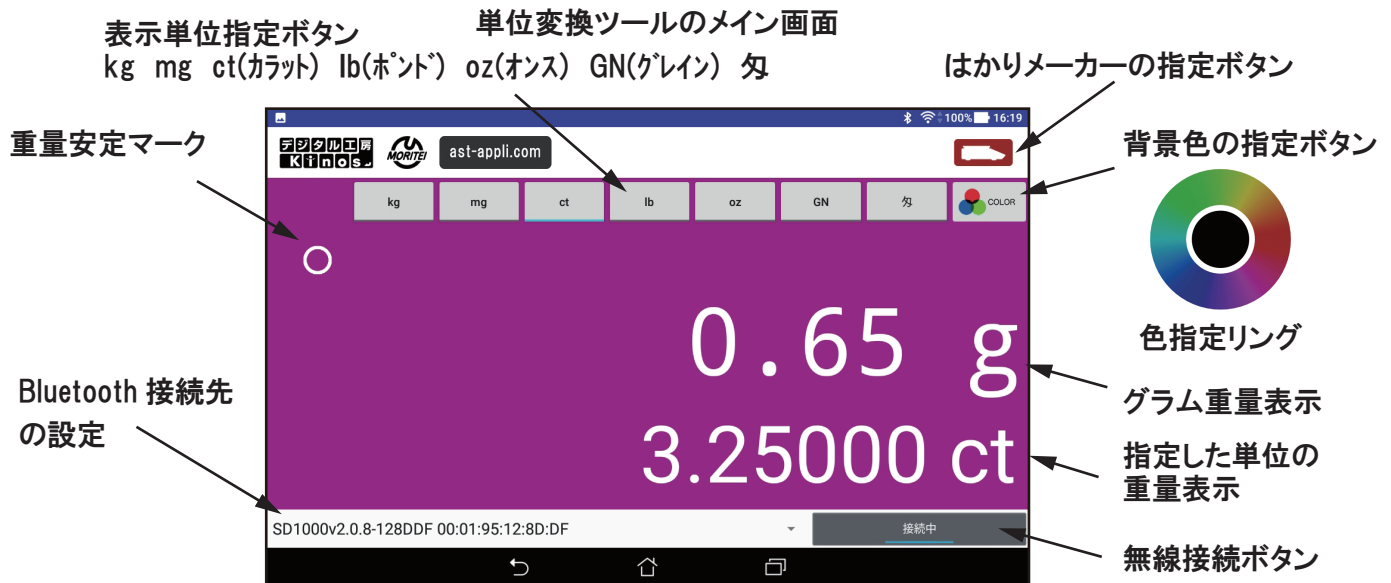 単位変換ツールのメイン画面
表示単位指定ボタン
kg mg ct(ｶﾗｯﾄ) lb(ﾎﾟﾝﾄﾞ) oz(オンス) GN(ｸﾞﾚｲﾝ) 匁
はかりメーカーの指定ボタン
重量安定マーク
背景色の指定ボタン
100% 16:19
デジタル工房
Kinos
MORITEI
ast-appli.com
kg mg ct lb oz GN 匁 COLOR
0.65 g
色指定リング
グラム重量表示
Bluetooth 接続先
の設定
3.25000 ct
指定した単位の
重量表示
SD1000v2.0.8-128DDF 00:01:95:12:8D:DF
接続中
無線接続ボタン